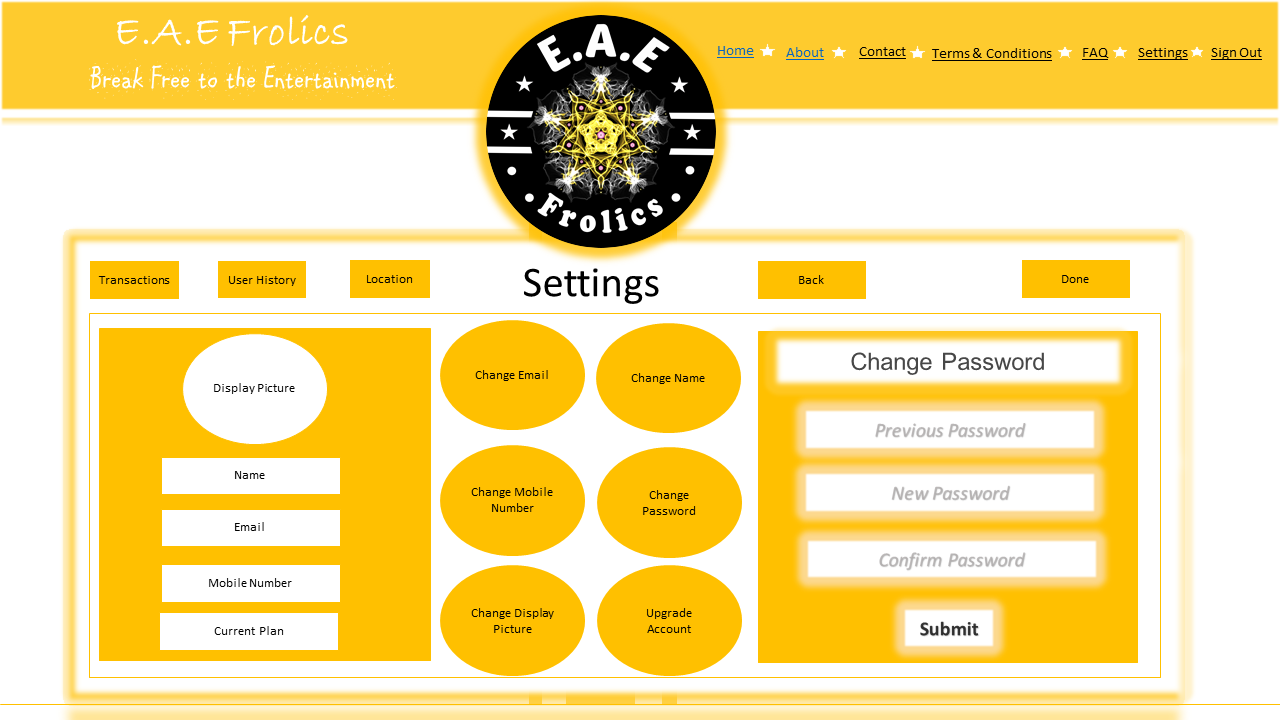 E.A.E Frolics
Break Free to the Entertainment
E.A.E
Frolics
Home
About
Contact
Terms & Conditions
FAQ
Settings
Sign Out
Transactions
User History
Location
Settings
Back
Done
Display Picture
Name
Email
Mobile Number
Current Plan
Change Email
Change Name
Change Mobile
Number
Change
Password
Change Display
Picture
Upgrade
Account
Change Password
Previous Password
New Password
Confirm Password
Submit